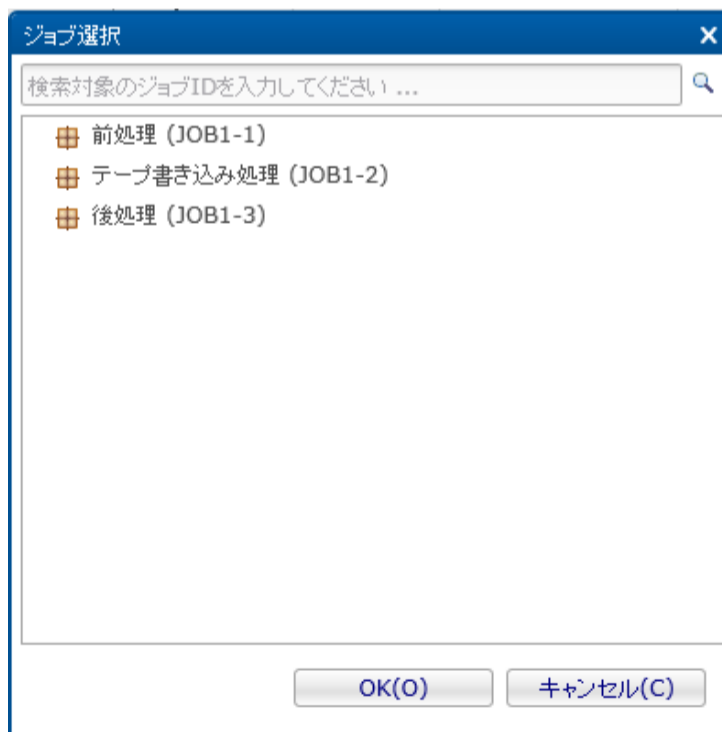 ジョブ選択
検索対象のジョブIDを入力してください ...
前処理 (JOB1-1)
テープ書き込み処理 (JOB1-2)
後処理 (JOB1-3)
OK(O)
キャンセル(C)